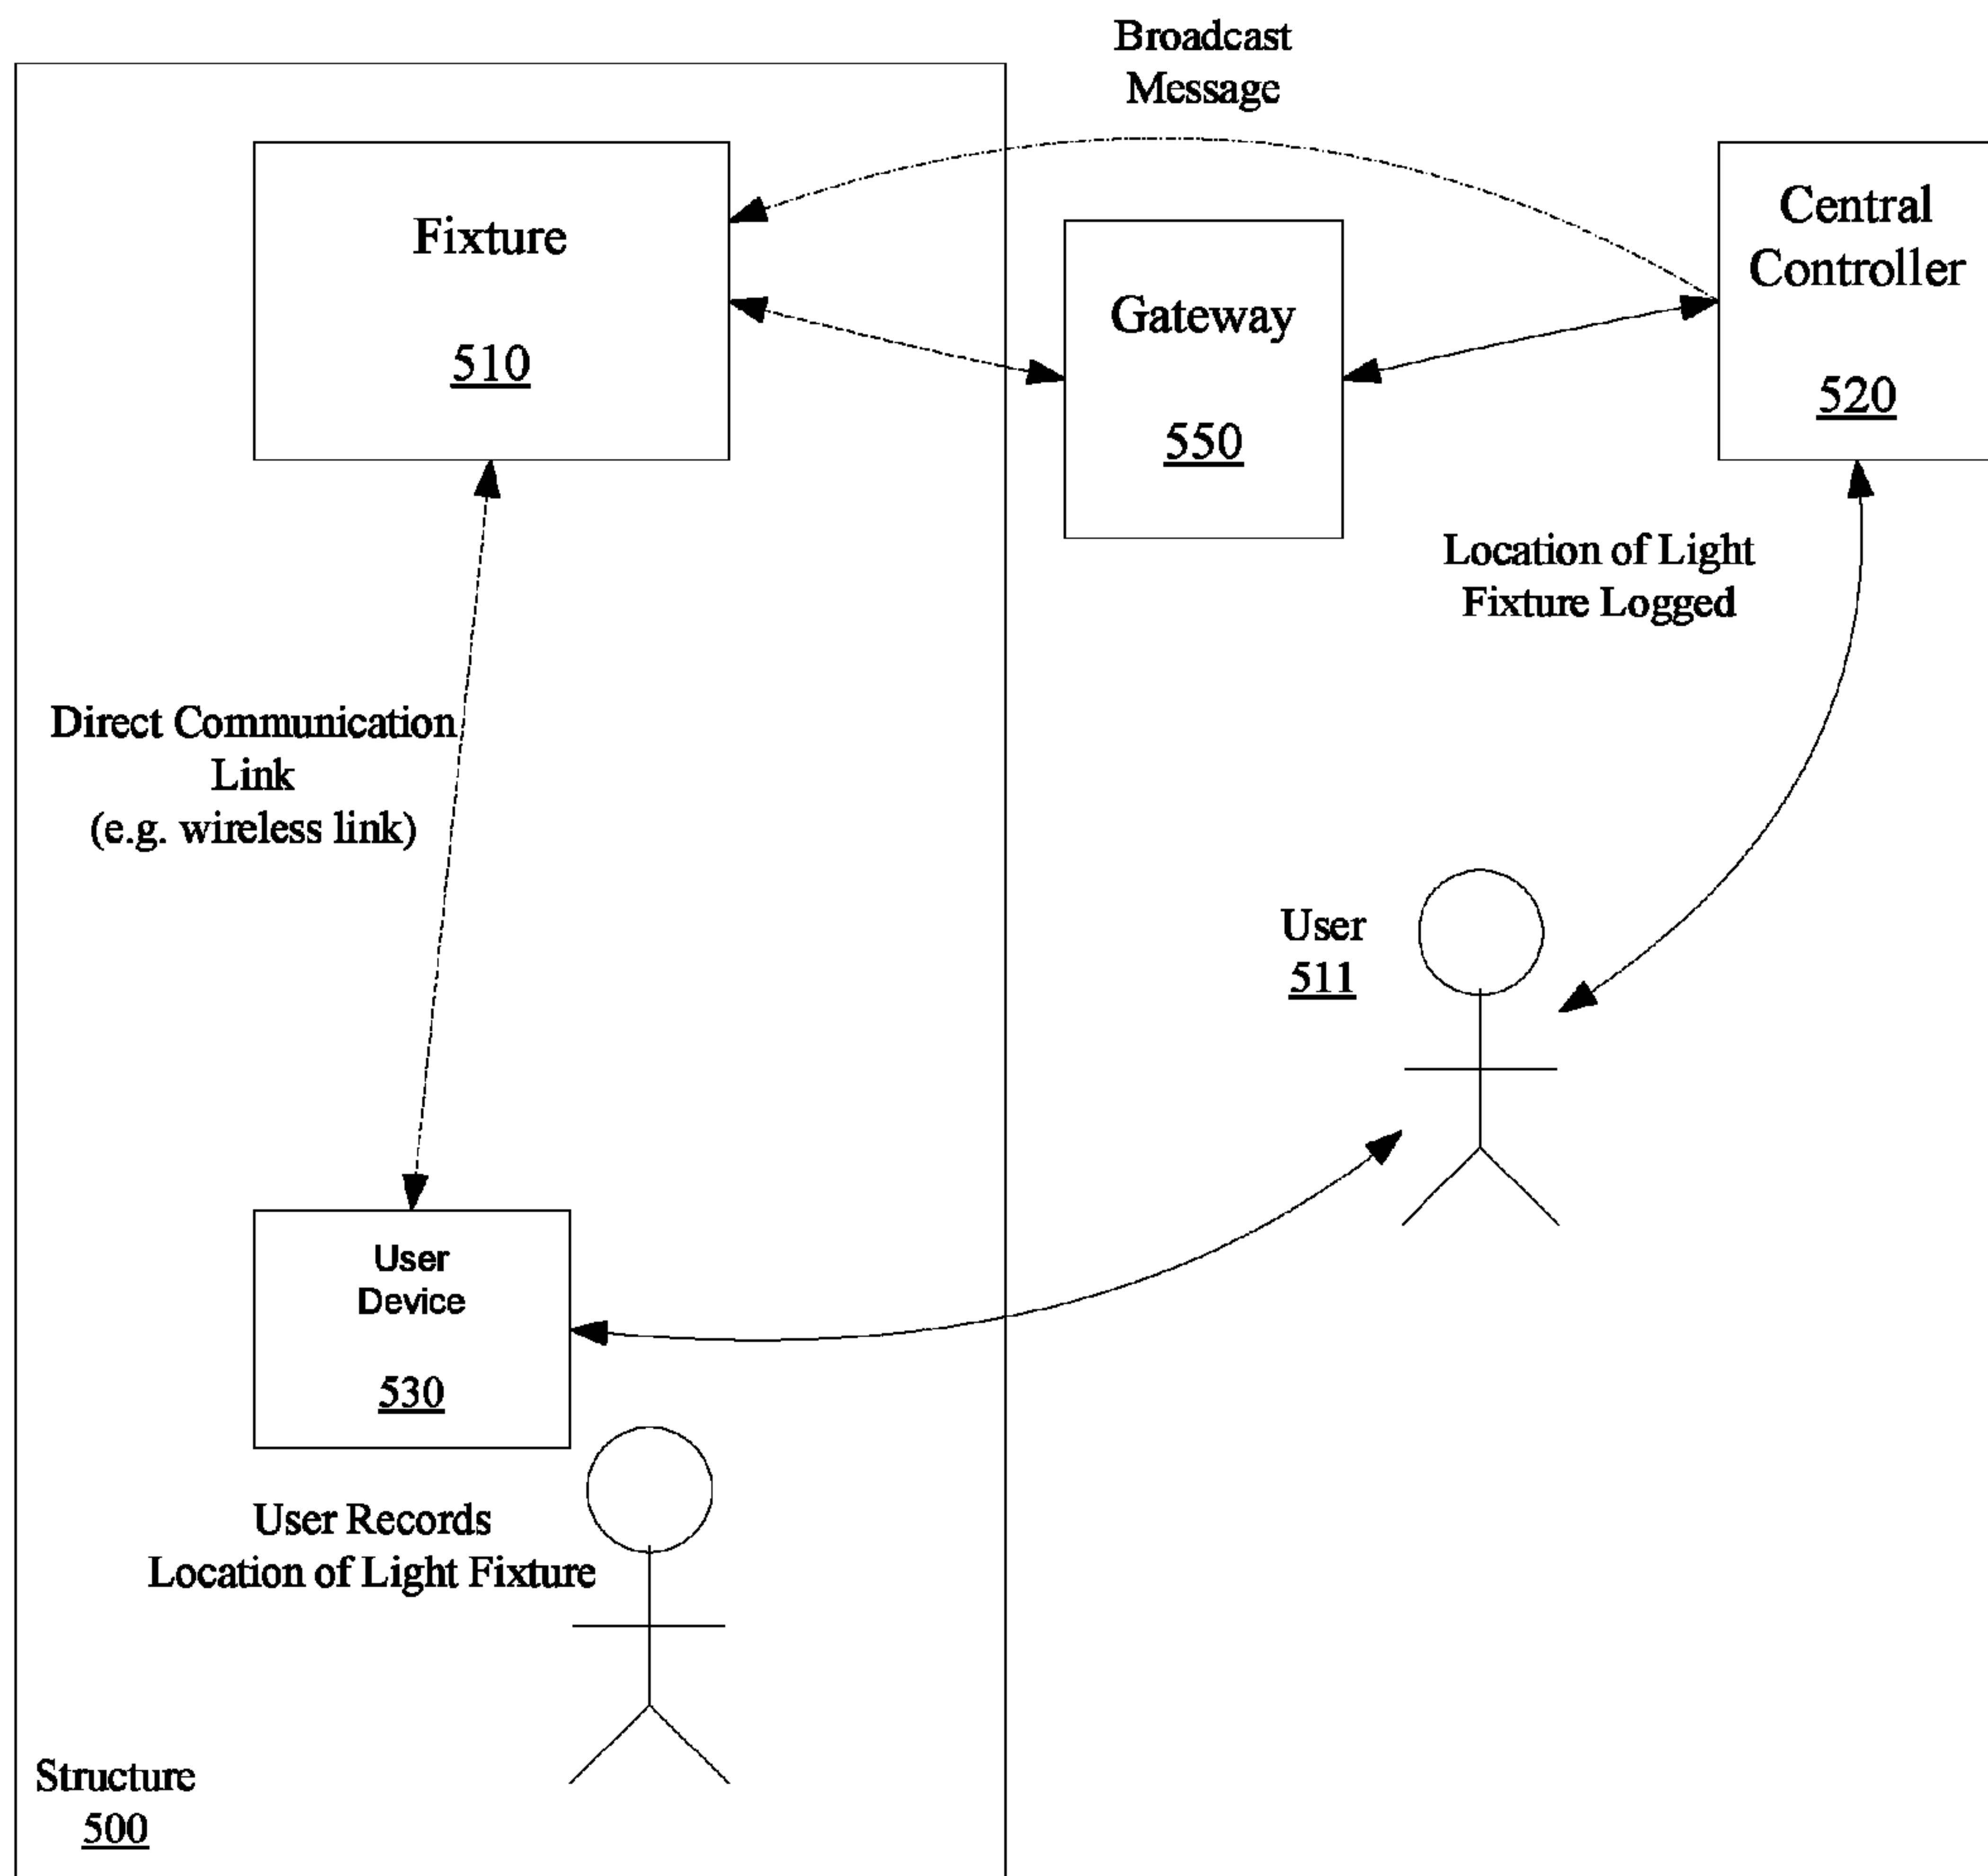 Broadcast
Message
Fixture
510
Gateway
550
Central
Controller
520
Location of Light
Fixture Logged
Direct Communication
Link
(e.g. wireless link)
User
511
User
Device
530
User Records
Location of Light Fixture
Structure
500